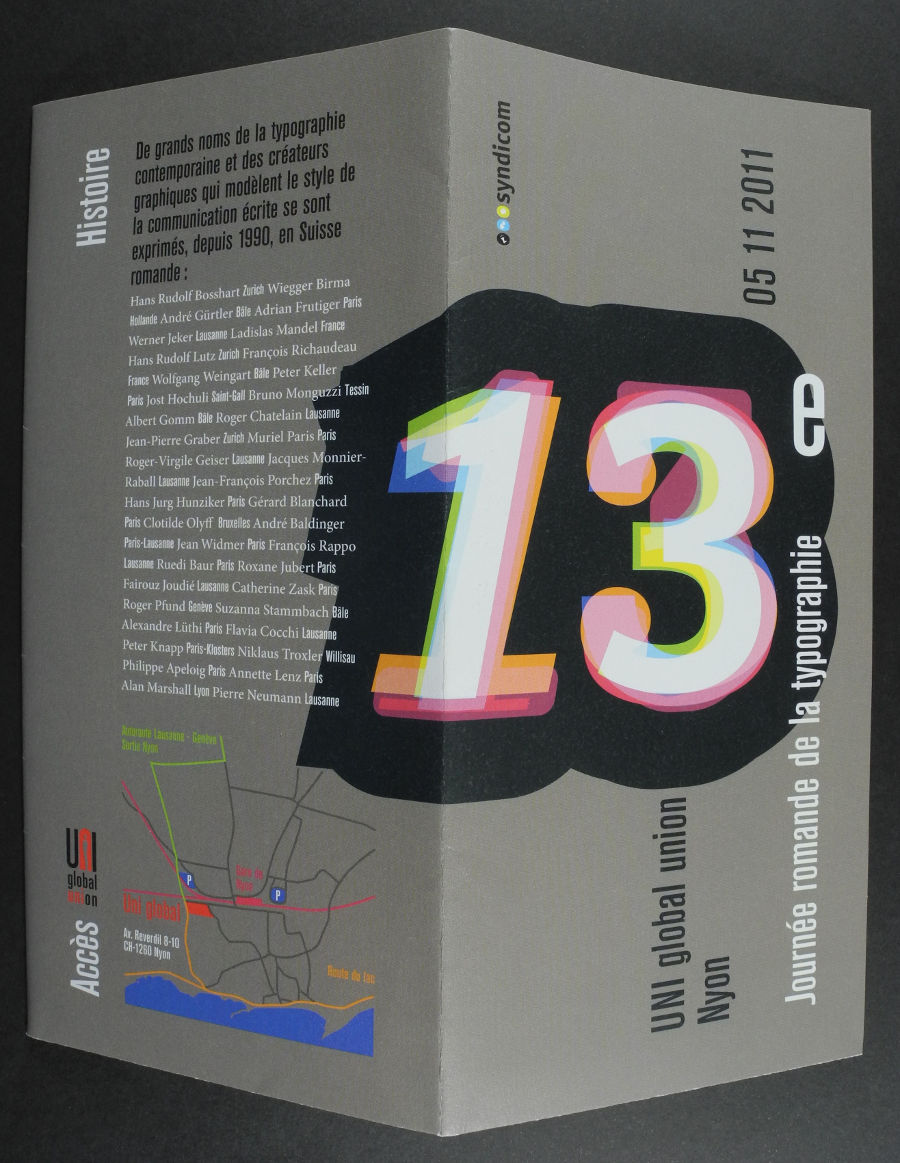 Histoire
De grands noms de la typographie
contemporaine et des créateurs
graphiques qui modèlent le style de
la communication écrite se sont
exprimés, depuis 1990, en Suisse
romande :
Hans Rudolf Bosshart Zurich Wiegger Birma
Hollande André Gürtler Bâle Adrian Frutiger Paris
Werner Jeker Lausanne Ladislas Mandel France
Hans Rudolf Lutz Zurich François Richaudeau
France Wolfgang Weingart Bâle Peter Keller
Paris Jost Hochuli Saint-Gall Bruno Monguzzi Tessin
Albert Gomm Bâle Roger Chatelain Lausanne
Jean-Pierre Graber Zurich Muriel Paris Paris
Roger-Virgile Geiser Lausanne Jacques Monnier-
Raball Lausanne Jean-François Porchez Paris
Hans Jurg Hunziker Paris Gérard Blanchard
Paris Clotilde Olyff Bruxelles André Baldinger
Paris-Lausanne Jean Widmer Paris François Rappo
Lausanne Ruedi Baur Paris Roxane Jubert Paris
Fairouz Joudié Lausanne Catherine Zask Paris
Roger Pfund Genève Suzanna Stammbach Bâle
Alexandre Lüthi Paris Flavia Cocchi Lausanne
Peter Knapp Paris-Klosters Niklaus Troxler Willisau
Philippe Apeloig Paris Annette Lenz Paris
Alan Marshall Lyon Pierre Neumann Lausanne
Accès
UNI
global
union
Autoroute Lausanne - Genève
Sortie Nyon
P
Gare de
Nyon
P
Uni global
Av. Reverdil 8-10
CH-1260 Nyon
Route du lac
syndicom
05 11 2011
13
e
Journée romande de la typographie
UNI global union
Nyon